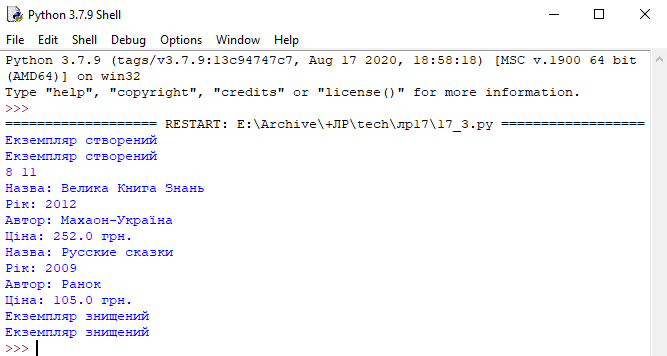 Python 3.7.9 Shell
File Edit Shell Debug Options Window Help
Python 3.7.9 (tags/v3.7.9:13c94747c7, Aug 17 2020, 18:58:18) [MSC v.1900 64 bit
(AMD64)] on win32
Type "help", "copyright", "credits" or "license()" for more information.
>>>
=================== RESTART: E:\Archive\+ЛР\tech\лр17\17_3.py ==================
Екземпляр створений
Екземпляр створений
8 11
Назва: Велика Книга Знань
Рік: 2012
Автор: Махаон-Україна
Ціна: 252.0 грн.
Назва: Русские сказки
Рік: 2009
Автор: Ранок
Ціна: 105.0 грн.
Екземпляр знищений
Екземпляр знищений
>>>